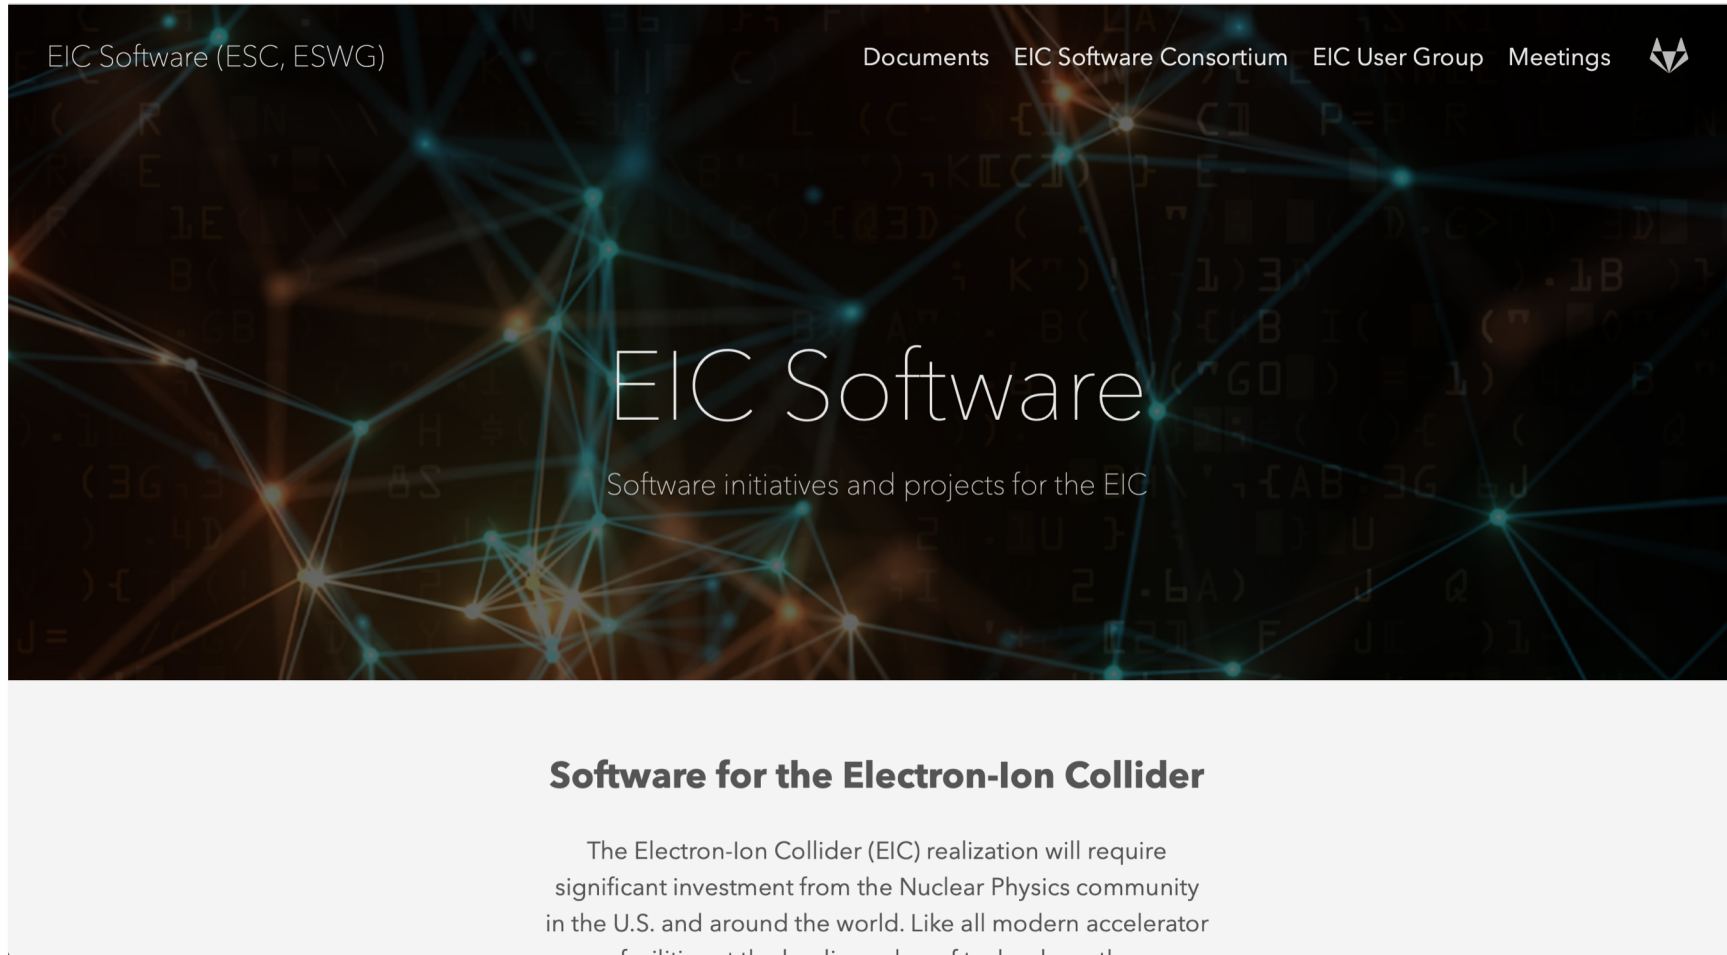 EIC Software (ESC, ESWG)
Documents EIC Software Consortium EIC User Group Meetings
EIC Software
Software initiatives and projects for the EIC
Software for the Electron-Ion Collider
The Electron-Ion Collider (EIC) realization will require
significant investment from the Nuclear Physics community
in the U.S. and around the world. Like all modern accelerator